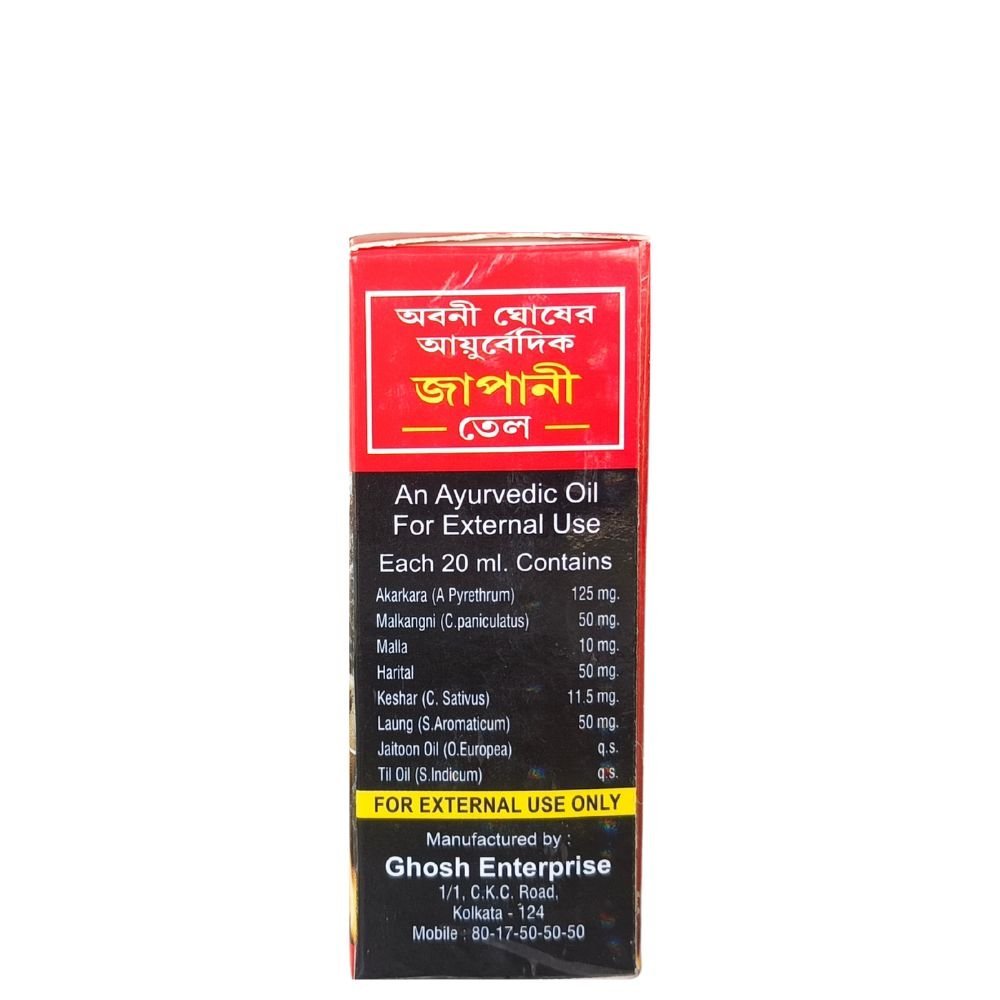 অবনী ঘোষের
আয়ুর্বেদিক
জাপানী
তেল
An Ayurvedic Oil
For External Use
Each 20 ml. Contains
Akarkara (A Pyrethrum) 125 mg.
Malkangni (C.paniculatus) 50 mg.
Malla 10 mg.
Harital 50 mg.
Keshar (C. Sativus) 11.5 mg.
Laung (S.Aromaticum) 50 mg.
Jaitoon Oil (O.Europea) q.s.
Til Oil (S.Indicum) q.s.
FOR EXTERNAL USE ONLY
Manufactured by :
Ghosh Enterprise
1/1, C.K.C. Road,
Kolkata - 124
Mobile : 80-17-50-50-50